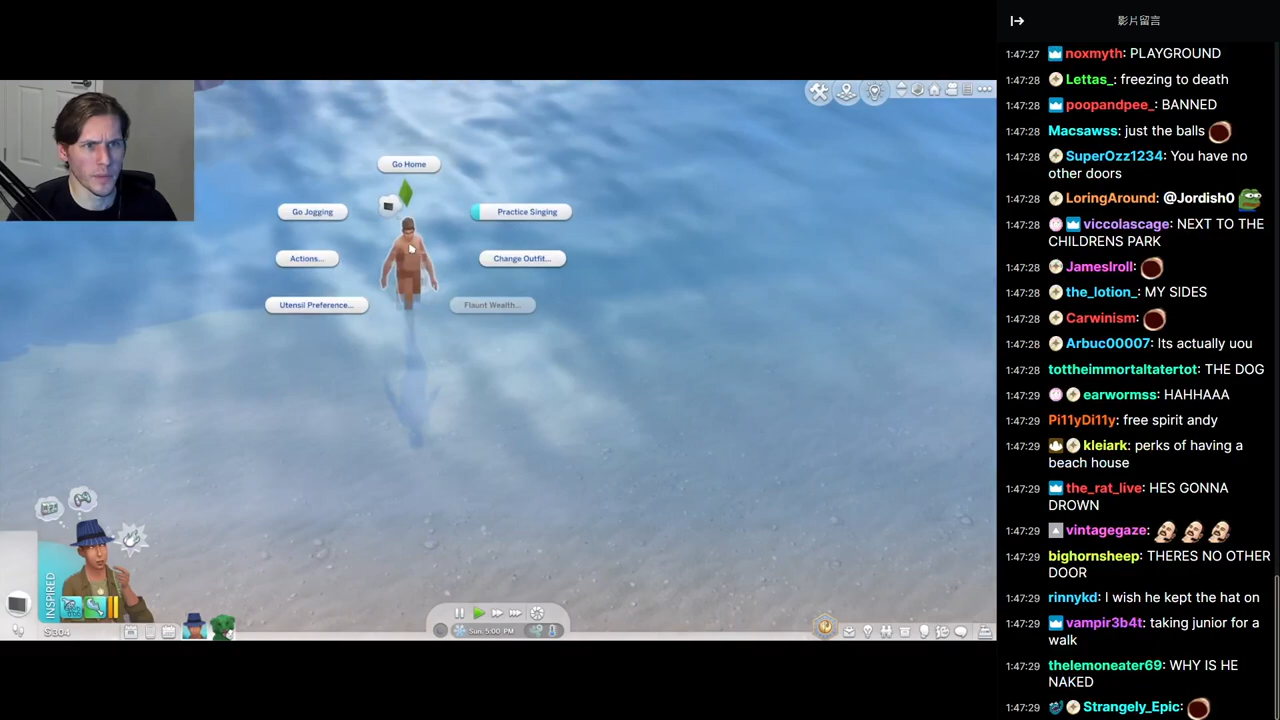 Go Home
Go Jogging
Practice Singing
Actions...
Change Outfit...
Utensil Preference...
Flaunt Wealth...
INSPIRED
Sun. 5:00 PM
影片留言
1:47:27 noxmyth: PLAYGROUND
1:47:28 Lettas_: freezing to death
1:47:28 poopandpee_: BANNED
1:47:28 Macsawss: just the balls
1:47:28 SuperOzz1234: You have no
other doors
1:47:28 LoringAround: @Jordish0
1:47:28 viccolascage: NEXT TO THE
CHILDRENS PARK
1:47:28 JamesIroll:
1:47:28 the_lotion_: MY SIDES
1:47:28 Carwinism:
1:47:28 Arbuc00007: Its actually uou
1:47:28 tottheimmortaltatertot: THE DOG
1:47:29 earwormss: HAHHAAA
1:47:29 Pi11yDi11y: free spirit andy
1:47:29 kleiark: perks of having a
beach house
1:47:29 the_rat_live: HES GONNA
DROWN
1:47:29 vintagegaze:
1:47:29 bighornsheep: THERES NO OTHER
DOOR
1:47:29 rinnykd: I wish he kept the hat on
1:47:29 vampir3b4t: taking junior for a
walk
1:47:29 thelemoneater69: WHY IS HE
NAKED
1:47:29 Strangely_Epic: